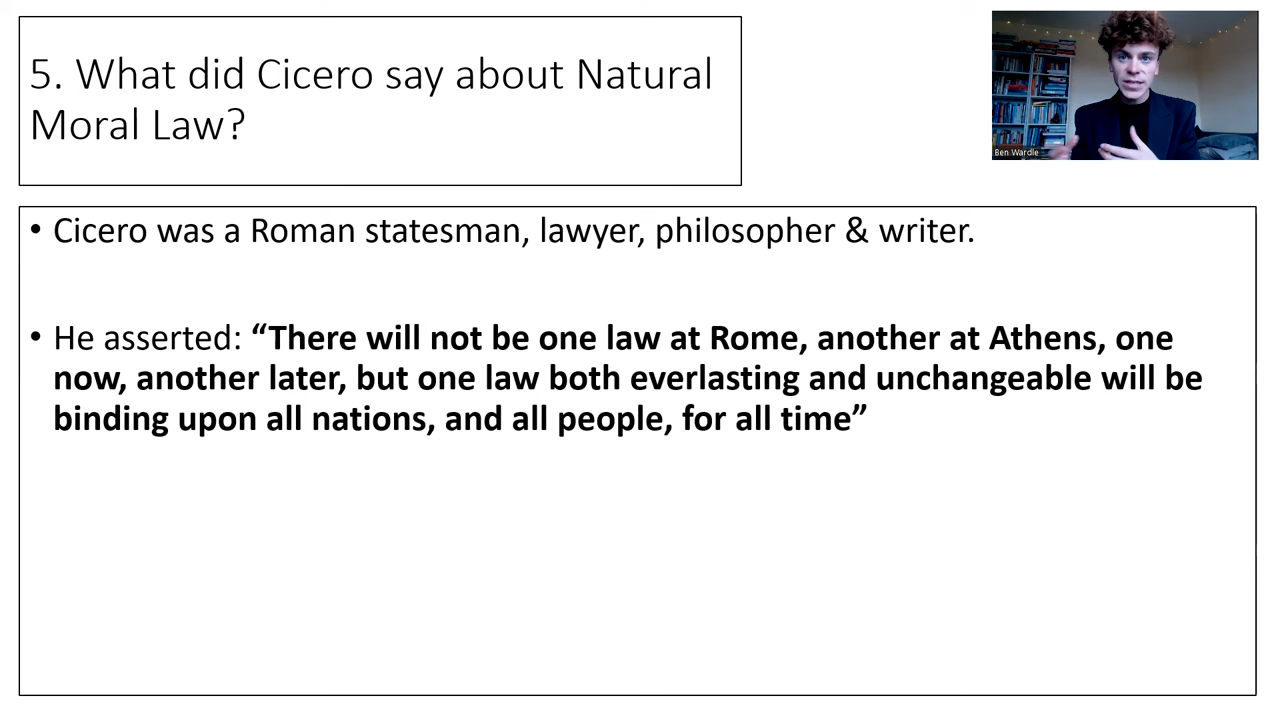 5. What did Cicero say about Natural
Moral Law?
Ben Wardle
• Cicero was a Roman statesman, lawyer, philosopher & writer.
• He asserted: “There will not be one law at Rome, another at Athens, one
now, another later, but one law both everlasting and unchangeable will be
binding upon all nations, and all people, for all time”